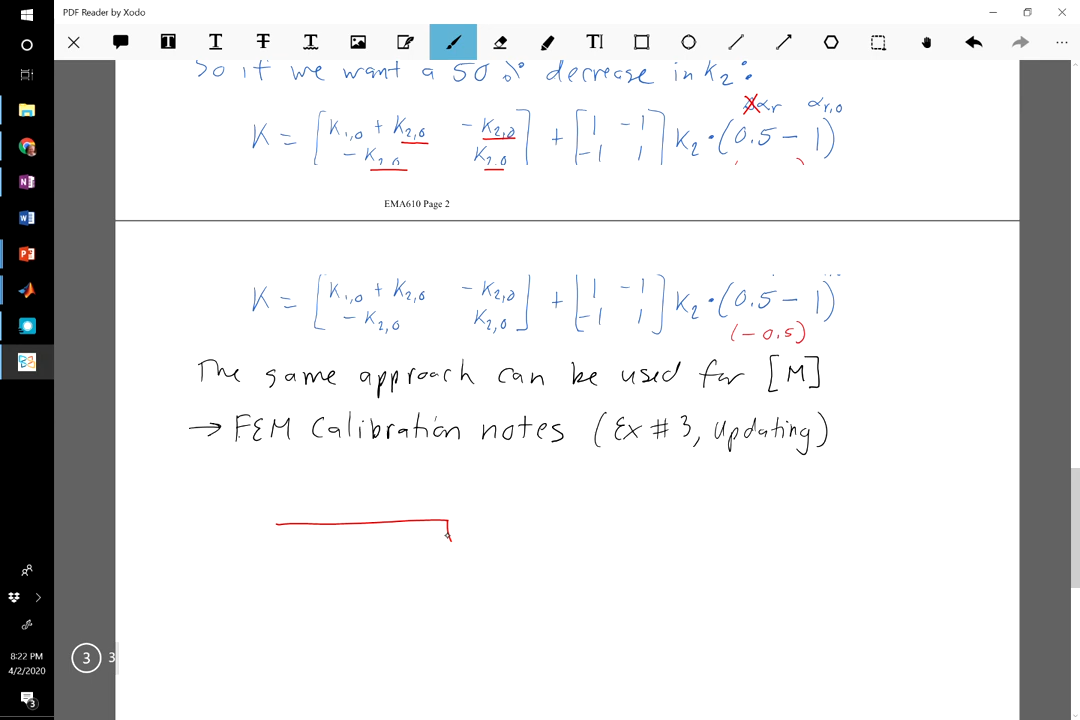 PDF Reader by Xodo
So if we want a 50% decrease in K₂:
αr αr,0
K = [K₁,₀ + K₂,₀ -K₂,₀ + [1 -1 K₂ · (0.5 - 1)
-K₂,₀ K₂,₀] -1 1]
EMA610 Page 2
K = [K₁,₀ + K₂,₀ -K₂,₀ + [1 -1 K₂ · (0.5 - 1)
-K₂,₀ K₂,₀] -1 1]
(-0.5)
The same approach can be used for [M]
→ FEM Calibration notes (Ex # 3, Updating)
8:22 PM
4/2/2020
3
3 3